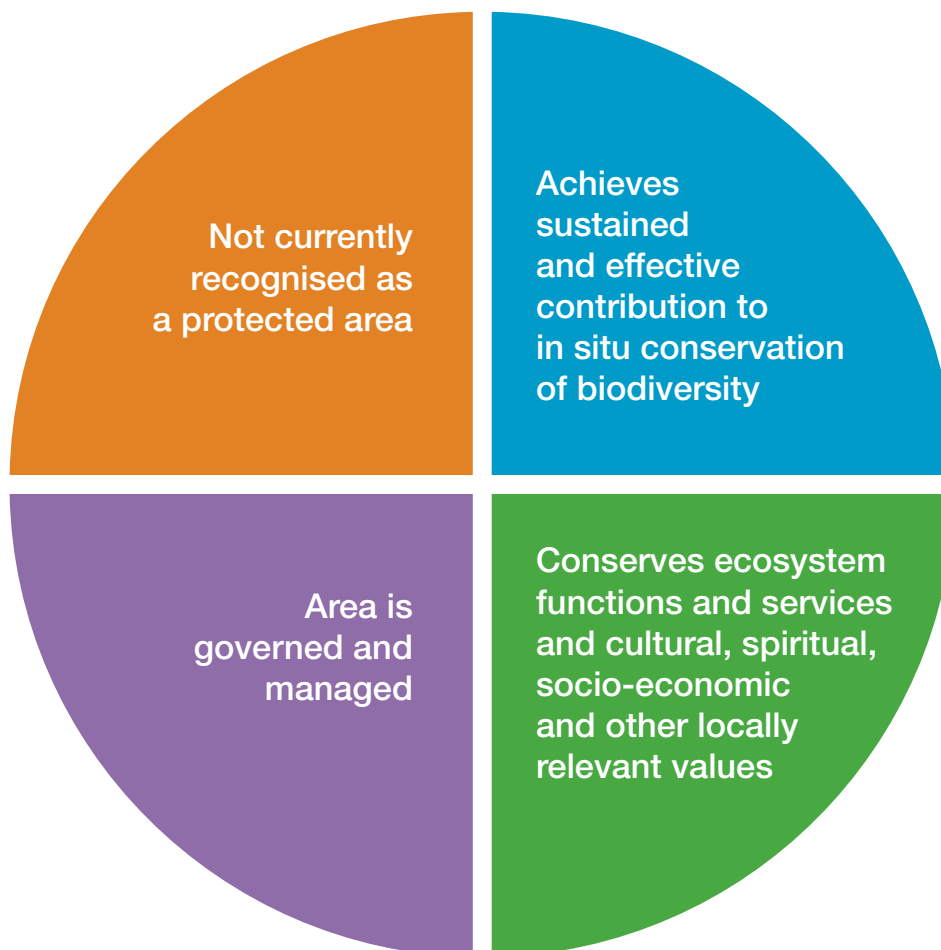 Not currently
recognised as
a protected area
Achieves
sustained
and effective
contribution to
in situ conservation
of biodiversity
Area is
governed and
managed
Conserves ecosystem
functions and services
and cultural, spiritual,
socio-economic
and other locally
relevant values